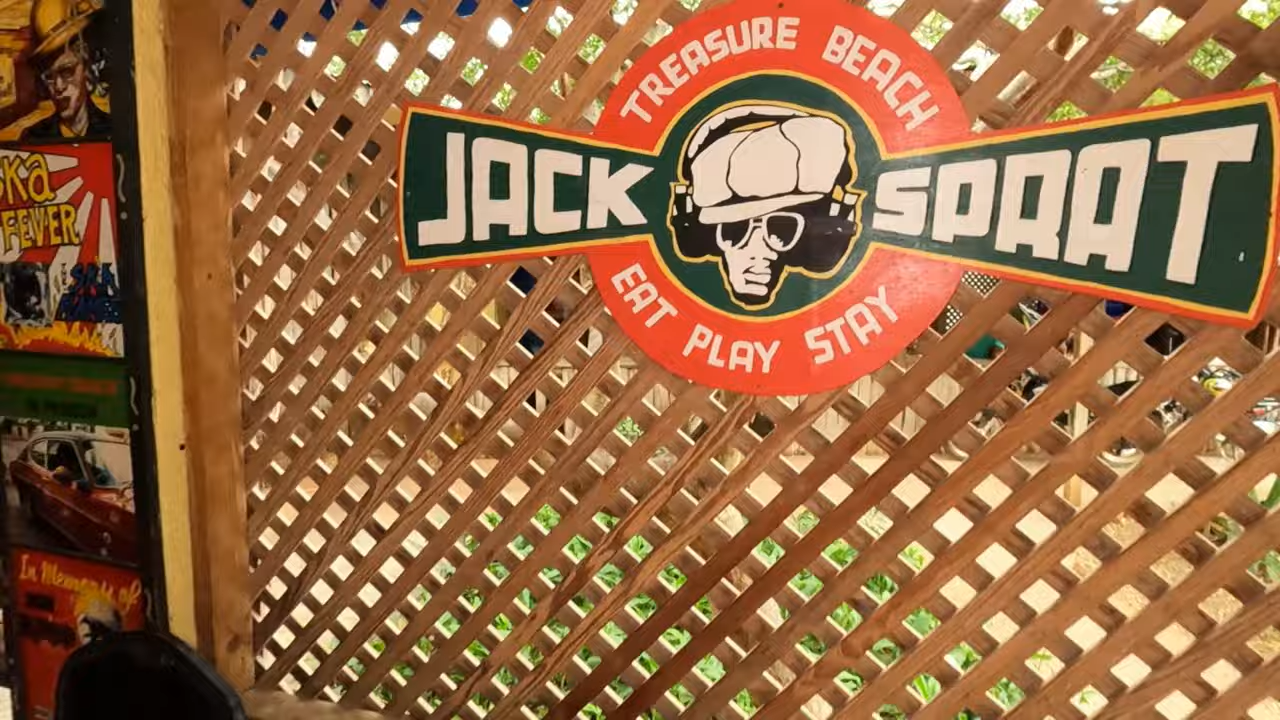 TREASURE BEACH
JACK SPRAT
EAT PLAY STAY
SKA
FEVER
In Memory of